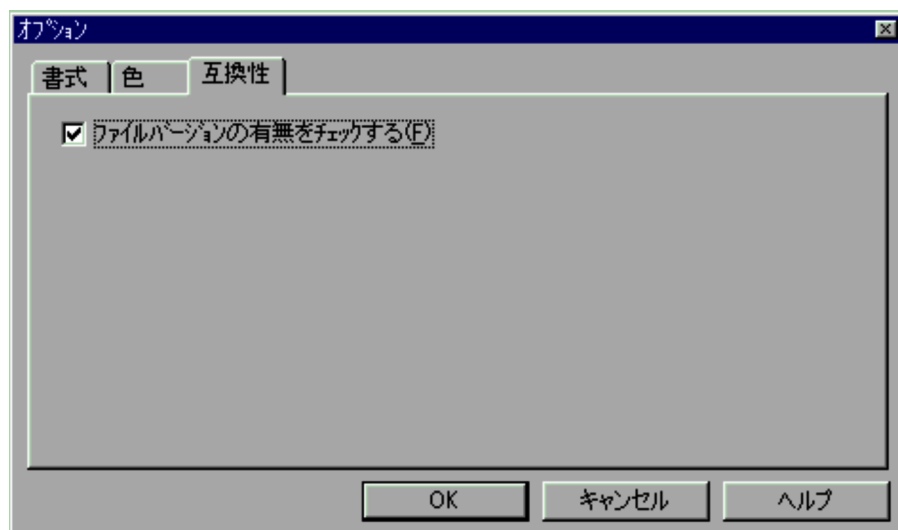 オプション
書式
色
互換性
ファイルバージョンの有無をチェックする(F)
OK
キャンセル
ヘルプ